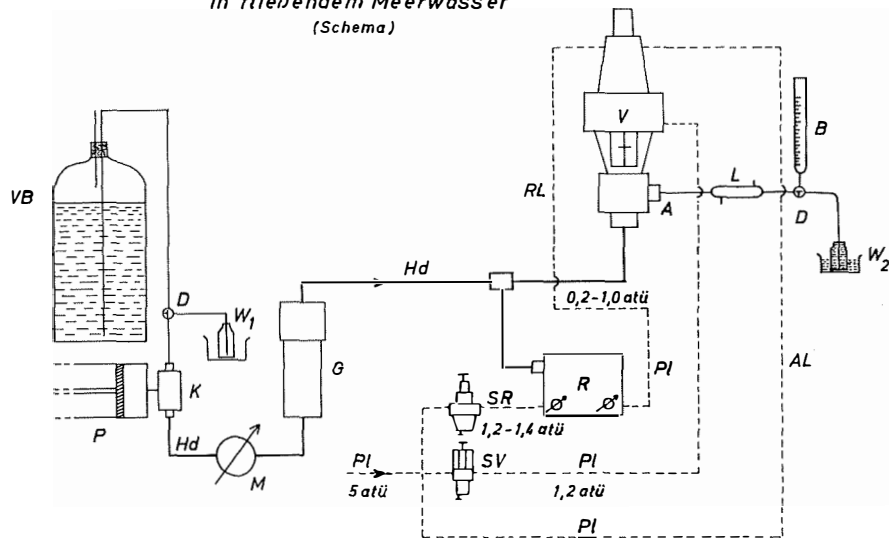 in fließendem Meerwasser
(Schema)
V
B
VB
RL
L
A
D
W2
Hd
0,2-1,0 atü
D
W1
G
AL
Pl
R
K
SR
P
1,2-1,4 atü
Hd
M
Pl
SV
Pl
5 atü
1,2 atü
Pl